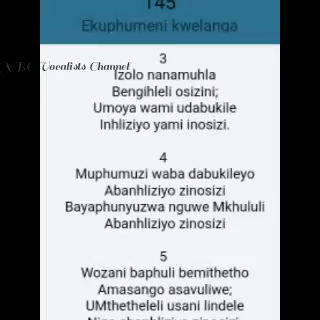 145
Ekuphumeni kwelanga
Vocalists Channel
3
Izolo nanamuhla
Bengihleli osizini;
Umoya wami udabukile
Inhliziyo yami inosizi.
4
Muphumuzi waba dabukileyo
Abanhliziyo zinosizi
Bayaphunyuzwa nguwe Mkhululi
Abanhliziyo zinosizi
5
Wozani baphuli bemithetho
Amasango asavuliwe;
UMthetheleli usani lindele